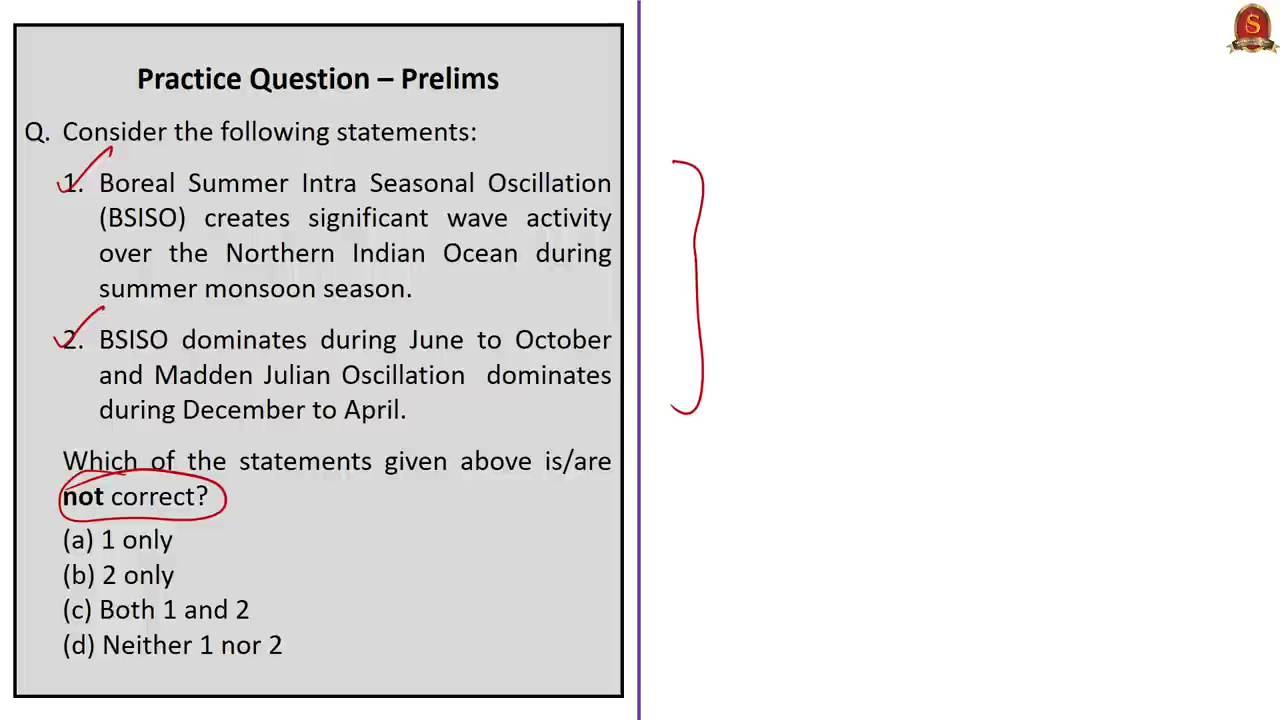 Practice Question – Prelims
Q. Consider the following statements:
1. Boreal Summer Intra Seasonal Oscillation
(BSISO) creates significant wave activity
over the Northern Indian Ocean during
summer monsoon season.
2. BSISO dominates during June to October
and Madden Julian Oscillation dominates
during December to April.
Which of the statements given above is/are
not correct?
(a) 1 only
(b) 2 only
(c) Both 1 and 2
(d) Neither 1 nor 2
S